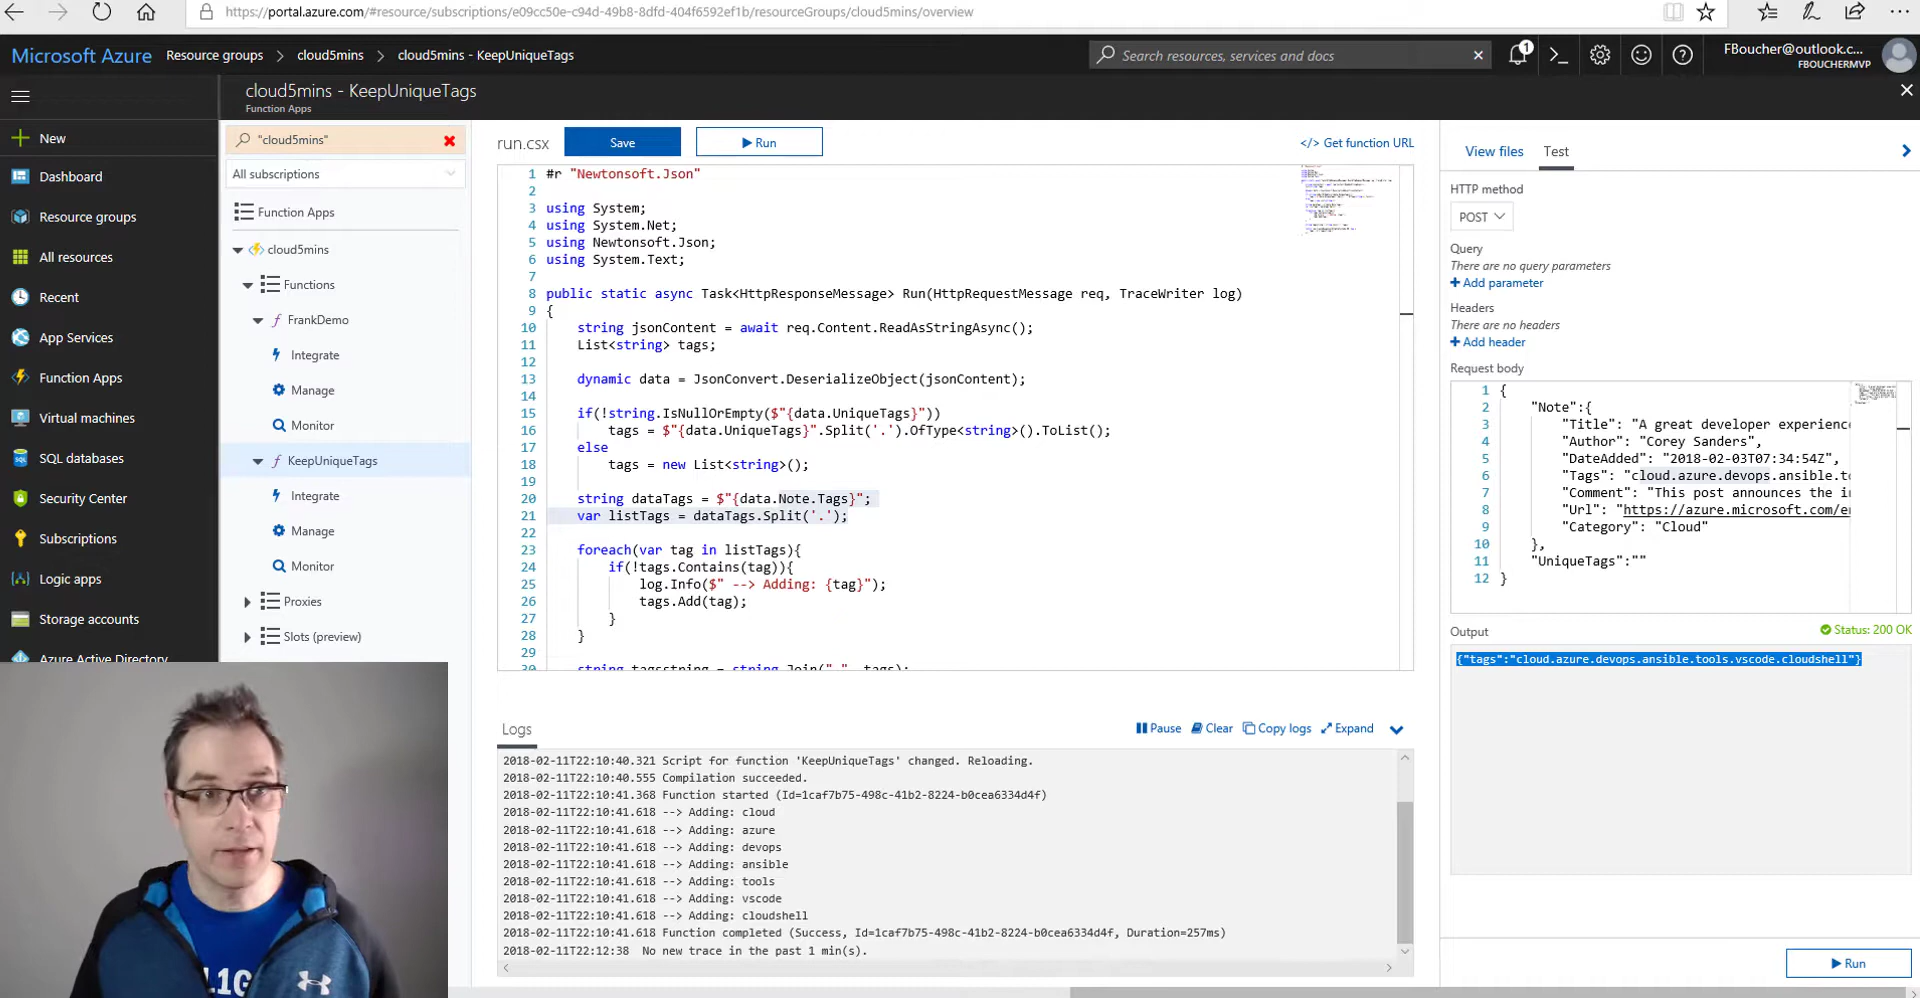 https://portal.azure.com/#resource/subscriptions/e09cc50e-c94d-49b8-8dfd-404f6592ef1b/resourceGroups/cloud5mins/overview
Microsoft Azure
Resource groups > cloud5mins > cloud5mins - KeepUniqueTags
Search resources, services and docs
1
FBoucher@outlook.c...
FBOUCHERMVP
cloud5mins - KeepUniqueTags
Function Apps
New
Dashboard
Resource groups
All resources
Recent
App Services
Function Apps
Virtual machines
SQL databases
Security Center
Subscriptions
Logic apps
Storage accounts
Azure Active Directory
"cloud5mins"
All subscriptions
Function Apps
cloud5mins
Functions
FrankDemo
Integrate
Manage
Monitor
KeepUniqueTags
Integrate
Manage
Monitor
Proxies
Slots (preview)
run.csx
Save
Run
</> Get function URL
1 #r "Newtonsoft.Json"
2
3 using System;
4 using System.Net;
5 using Newtonsoft.Json;
6 using System.Text;
7
8 public static async Task<HttpResponseMessage> Run(HttpRequestMessage req, TraceWriter log)
9 {
10 string jsonContent = await req.Content.ReadAsStringAsync();
11 List<string> tags;
12
13 dynamic data = JsonConvert.DeserializeObject(jsonContent);
14
15 if(!string.IsNullOrEmpty($"{data.UniqueTags}"))
16 tags = $"{data.UniqueTags}".Split('.').OfType<string>().ToList();
17 else
18 tags = new List<string>();
19
20 string dataTags = $"{data.Note.Tags}";
21 var listTags = dataTags.Split('.');
22
23 foreach(var tag in listTags){
24 if(!tags.Contains(tag)){
25 log.Info($" --> Adding: {tag}");
26 tags.Add(tag);
27 }
28 }
29
30 string tagsstring = string.Join(".", tags);
Logs
Pause
Clear
Copy logs
Expand
2018-02-11T22:10:40.321 Script for function 'KeepUniqueTags' changed. Reloading.
2018-02-11T22:10:40.555 Compilation succeeded.
2018-02-11T22:10:41.368 Function started (Id=1caf7b75-498c-41b2-8224-b0cea6334d4f)
2018-02-11T22:10:41.618 --> Adding: cloud
2018-02-11T22:10:41.618 --> Adding: azure
2018-02-11T22:10:41.618 --> Adding: devops
2018-02-11T22:10:41.618 --> Adding: ansible
2018-02-11T22:10:41.618 --> Adding: tools
2018-02-11T22:10:41.618 --> Adding: vscode
2018-02-11T22:10:41.618 --> Adding: cloudshell
2018-02-11T22:10:41.618 Function completed (Success, Id=1caf7b75-498c-41b2-8224-b0cea6334d4f, Duration=257ms)
2018-02-11T22:12:38 No new trace in the past 1 min(s).
View files
Test
HTTP method
POST
Query
There are no query parameters
Add parameter
Headers
There are no headers
Add header
Request body
1 {
2 "Note":{
3 "Title": "A great developer experienc
4 "Author": "Corey Sanders",
5 "DateAdded": "2018-02-03T07:34:54Z",
6 "Tags": "cloud.azure.devops.ansible.to
7 "Comment": "This post announces the i
8 "Url": "https://azure.microsoft.com/e
9 "Category": "Cloud"
10 },
11 "UniqueTags":""
12 }
Output
Status: 200 OK
{"tags":"cloud.azure.devops.ansible.tools.vscode.cloudshell"}
Run